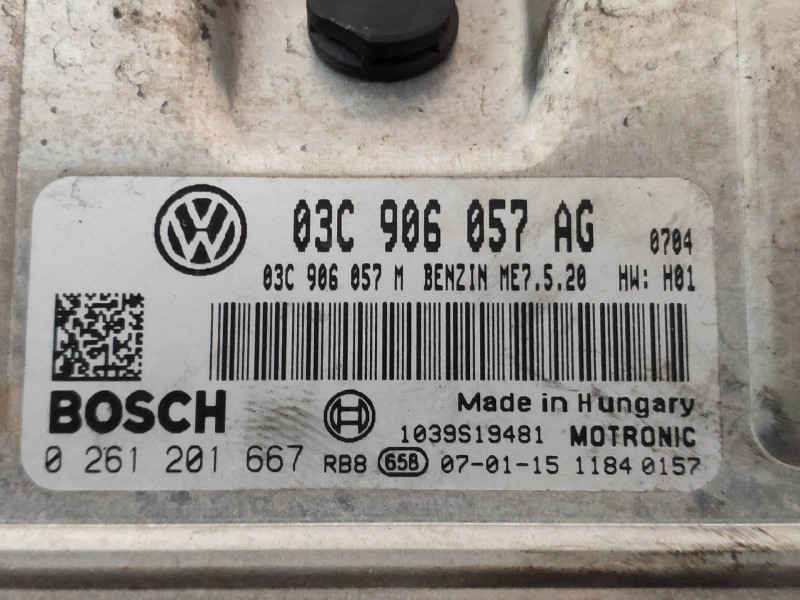 03C 906 057 AG 0704
03C 906 057 M BENZIN ME7.5.20 HW: H01
BOSCH
Made in Hungary
1039S19481 MOTRONIC
0 261 201 667 RB8 658 07-01-15 1184 0157